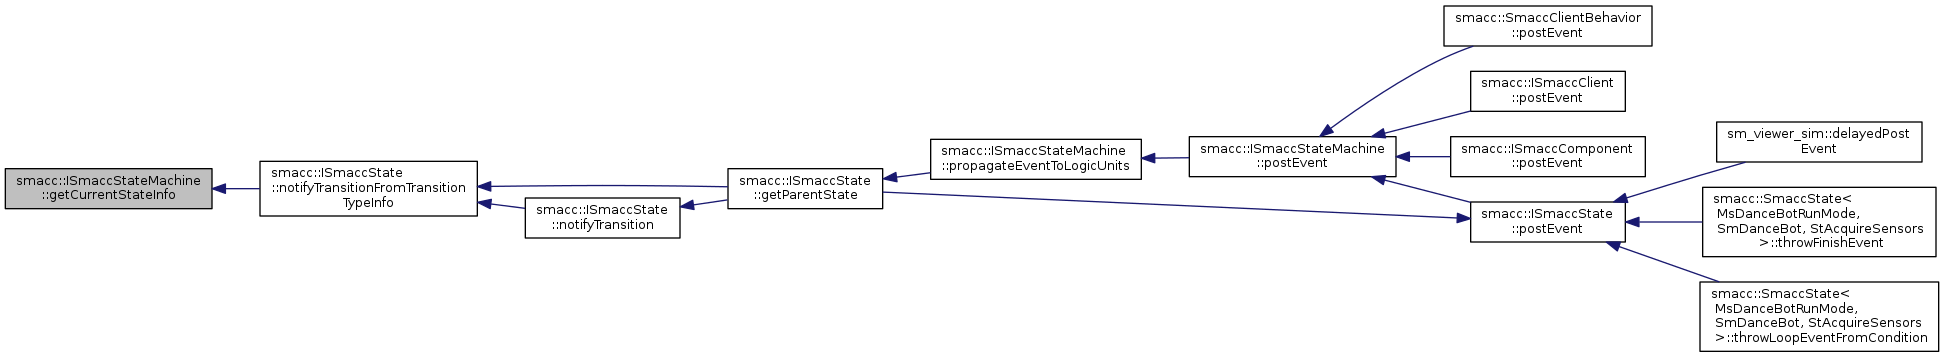 smacc::ISmaccStateMachine
::getCurrentStateInfo
smacc::ISmaccState
::notifyTransitionFromTransition
TypeInfo
smacc::ISmaccState
::notifyTransition
smacc::ISmaccState
::getParentState
smacc::ISmaccStateMachine
::propagateEventToLogicUnits
smacc::ISmaccStateMachine
::postEvent
smacc::SmaccClientBehavior
::postEvent
smacc::ISmaccClient
::postEvent
smacc::ISmaccComponent
::postEvent
smacc::ISmaccState
::postEvent
sm_viewer_sim::delayedPost
Event
smacc::SmaccState<
MsDanceBotRunMode,
SmDanceBot, StAcquireSensors
>::throwFinishEvent
smacc::SmaccState<
MsDanceBotRunMode,
SmDanceBot, StAcquireSensors
>::throwLoopEventFromCondition